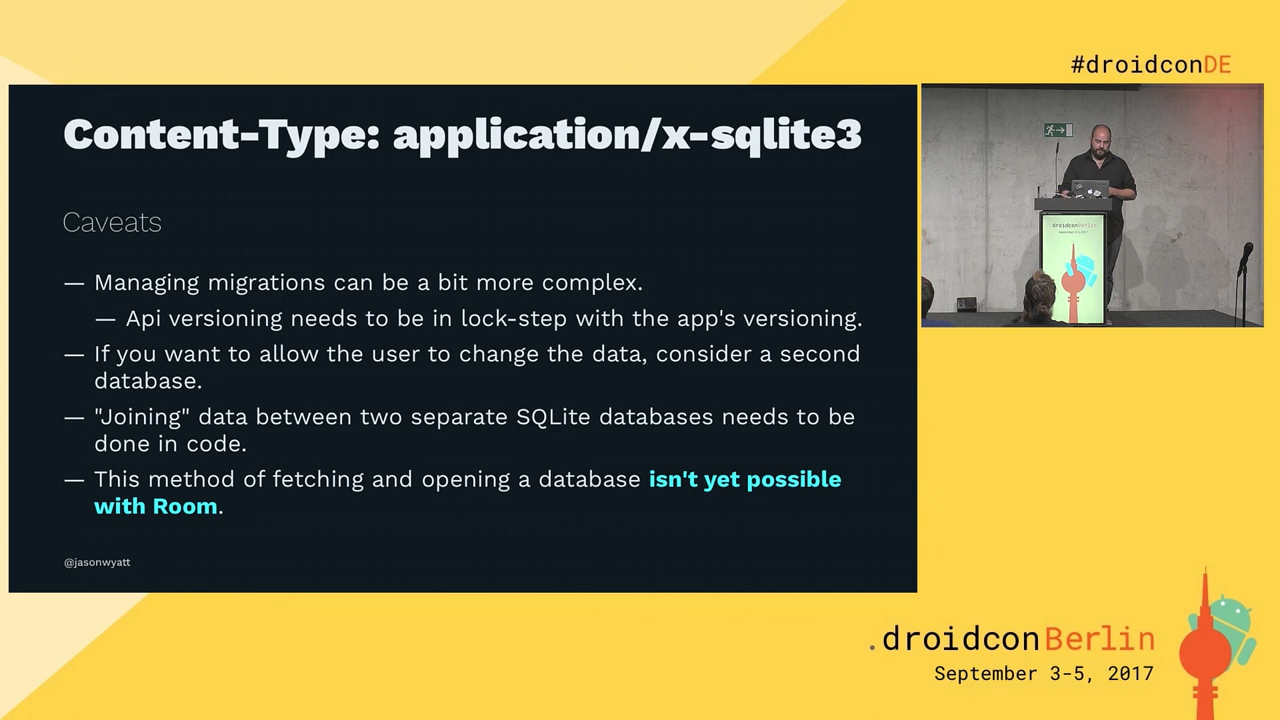 #droidconDE
Content-Type: application/x-sqlite3
Caveats
— Managing migrations can be a bit more complex.
— Api versioning needs to be in lock-step with the app's versioning.
— If you want to allow the user to change the data, consider a second
database.
— "Joining" data between two separate SQLite databases needs to be
done in code.
— This method of fetching and opening a database isn't yet possible
with Room.
@jasonwyatt
droidconBerlin
.droidconBerlin
September 3-5, 2017